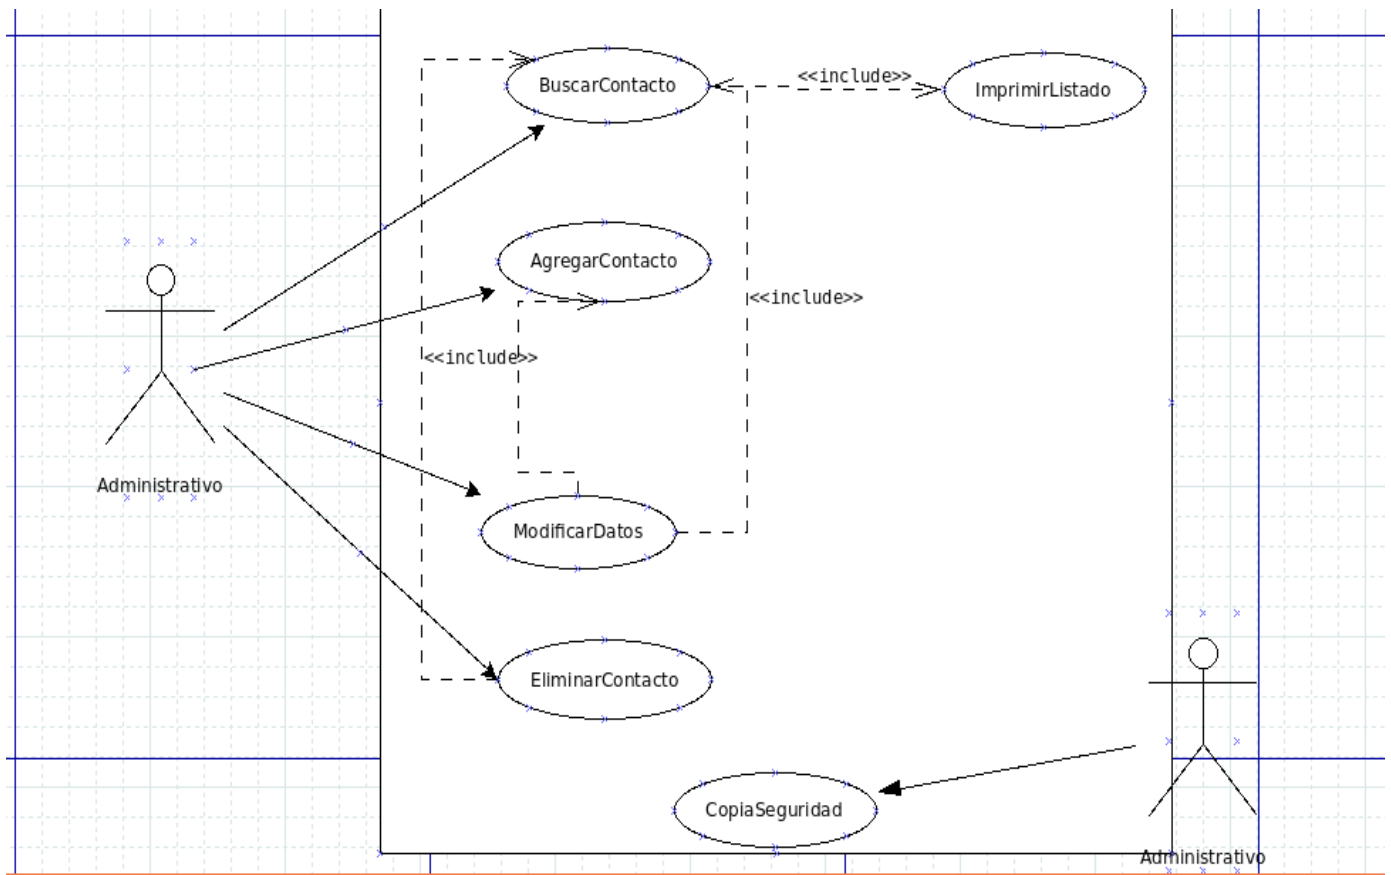 BuscarContacto
<<include>>
ImprimirListado
AgregarContacto
<<include>>
<<include>>
Administrativo
ModificarDatos
EliminarContacto
CopiaSeguridad
Administrativo